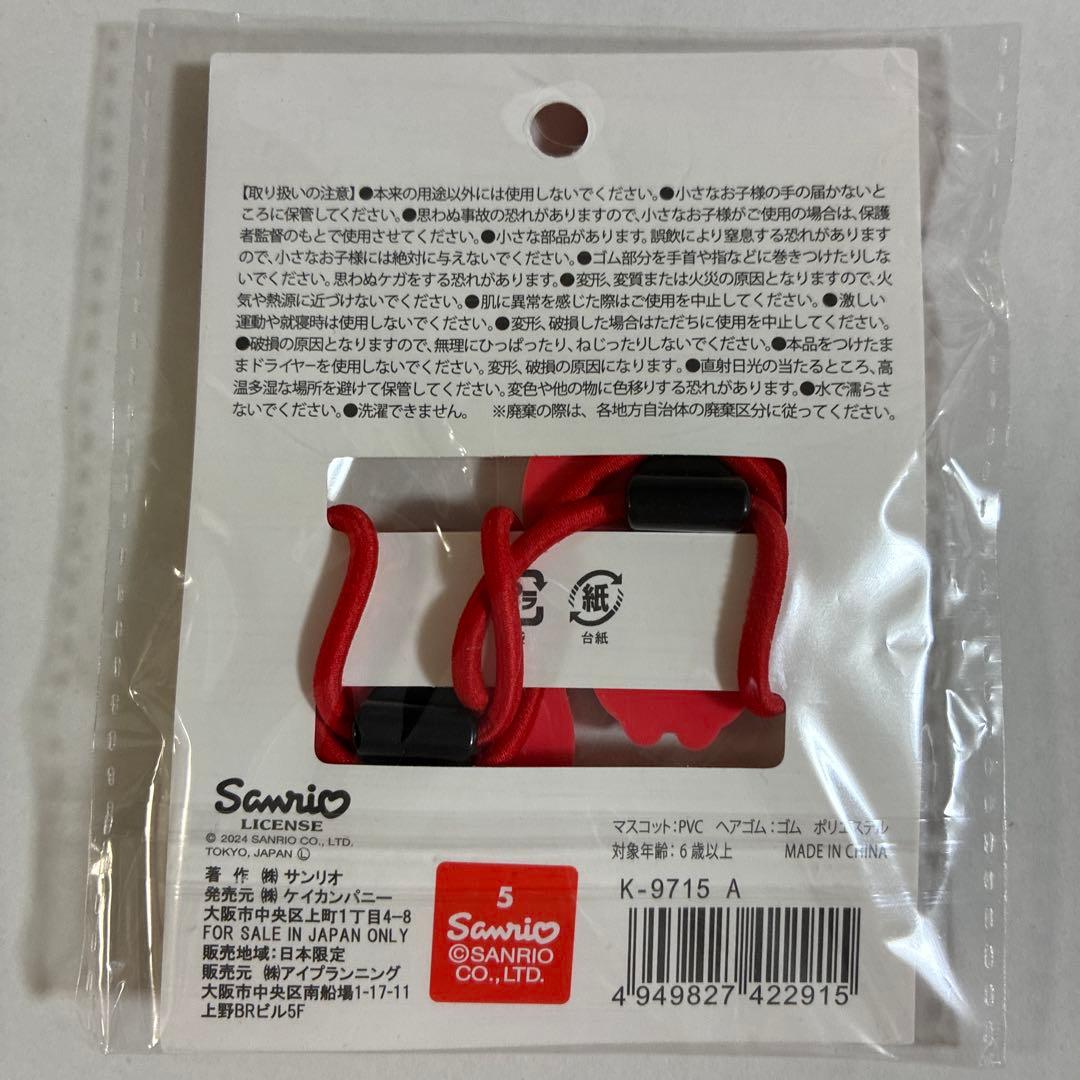 【取り扱いの注意】●本来の用途以外には使用しないでください。●小さなお子様の手の届かないと
ころに保管してください。●思わぬ事故の恐れがありますので、小さなお子様がご使用の場合は、保護
者監督のもとで使用させてください。●小さな部品があります。誤飲により窒息する恐れがあります
ので、小さなお子様には絶対に与えないでください。●ゴム部分を手首や指などに巻きつけたりしな
いでください。思わぬケガをする恐れがあります。●変形、変質または火災の原因となりますので、火
気や熱源に近づけないでください。●肌に異常を感じた際はご使用を中止してください。●激しい
運動や就寝時は使用しないでください。●変形、破損した場合はただちに使用を中止してください。
●破損の原因となりますので、無理にひっぱったり、ねじったりしないでください。●本品をつけたま
まドライヤーを使用しないでください。変形、破損の原因になります。●直射日光の当たるところ、高
温多湿な場所を避けて保管してください。変色や他の物に色移りする恐れがあります。●水で濡らさ
ないでください。●洗濯できません。 ※廃棄の際は、各地方自治体の廃棄区分に従ってください。
ラ 紙
台紙
Sanrio
LICENSE
© 2024 SANRIO CO., LTD.
TOKYO, JAPAN Ⓛ
著作 ㈱ サンリオ
発売元 ㈱ ケイカンパニー
大阪市中央区上町1丁目4-8
FOR SALE IN JAPAN ONLY
販売地域:日本限定
販売元 ㈱アイプランニング
大阪市中央区南船場1-17-11
上野BRビル5F
5
Sanrio
©SANRIO
CO., LTD.
マスコット:PVC ヘアゴム:ゴム ポリエステル
対象年齢:6歳以上 MADE IN CHINA
K-9715 A
4 949827 422915